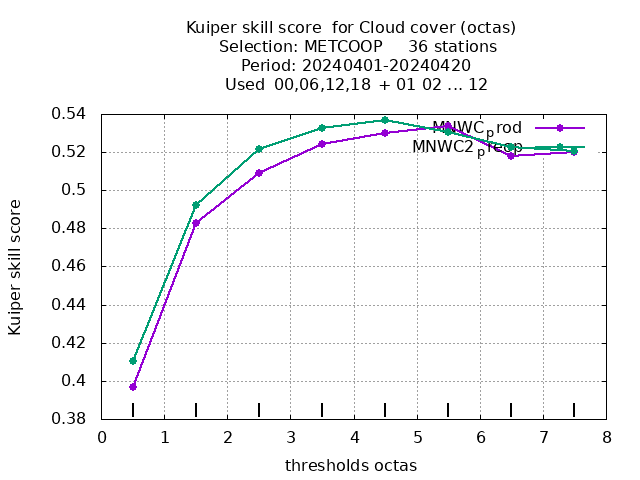 Kuiper skill score  for Cloud cover (octas)
Selection: METCOOP     36 stations
Period: 20240401-20240420
Used  00,06,12,18 + 01 02 ... 12
MNWC_prod
MNWC2_preop
0.54
0.52
0.5
0.48
0.46
0.44
0.42
0.4
0.38
Kuiper skill score
0 1 2 3 4 5 6 7 8
thresholds octas